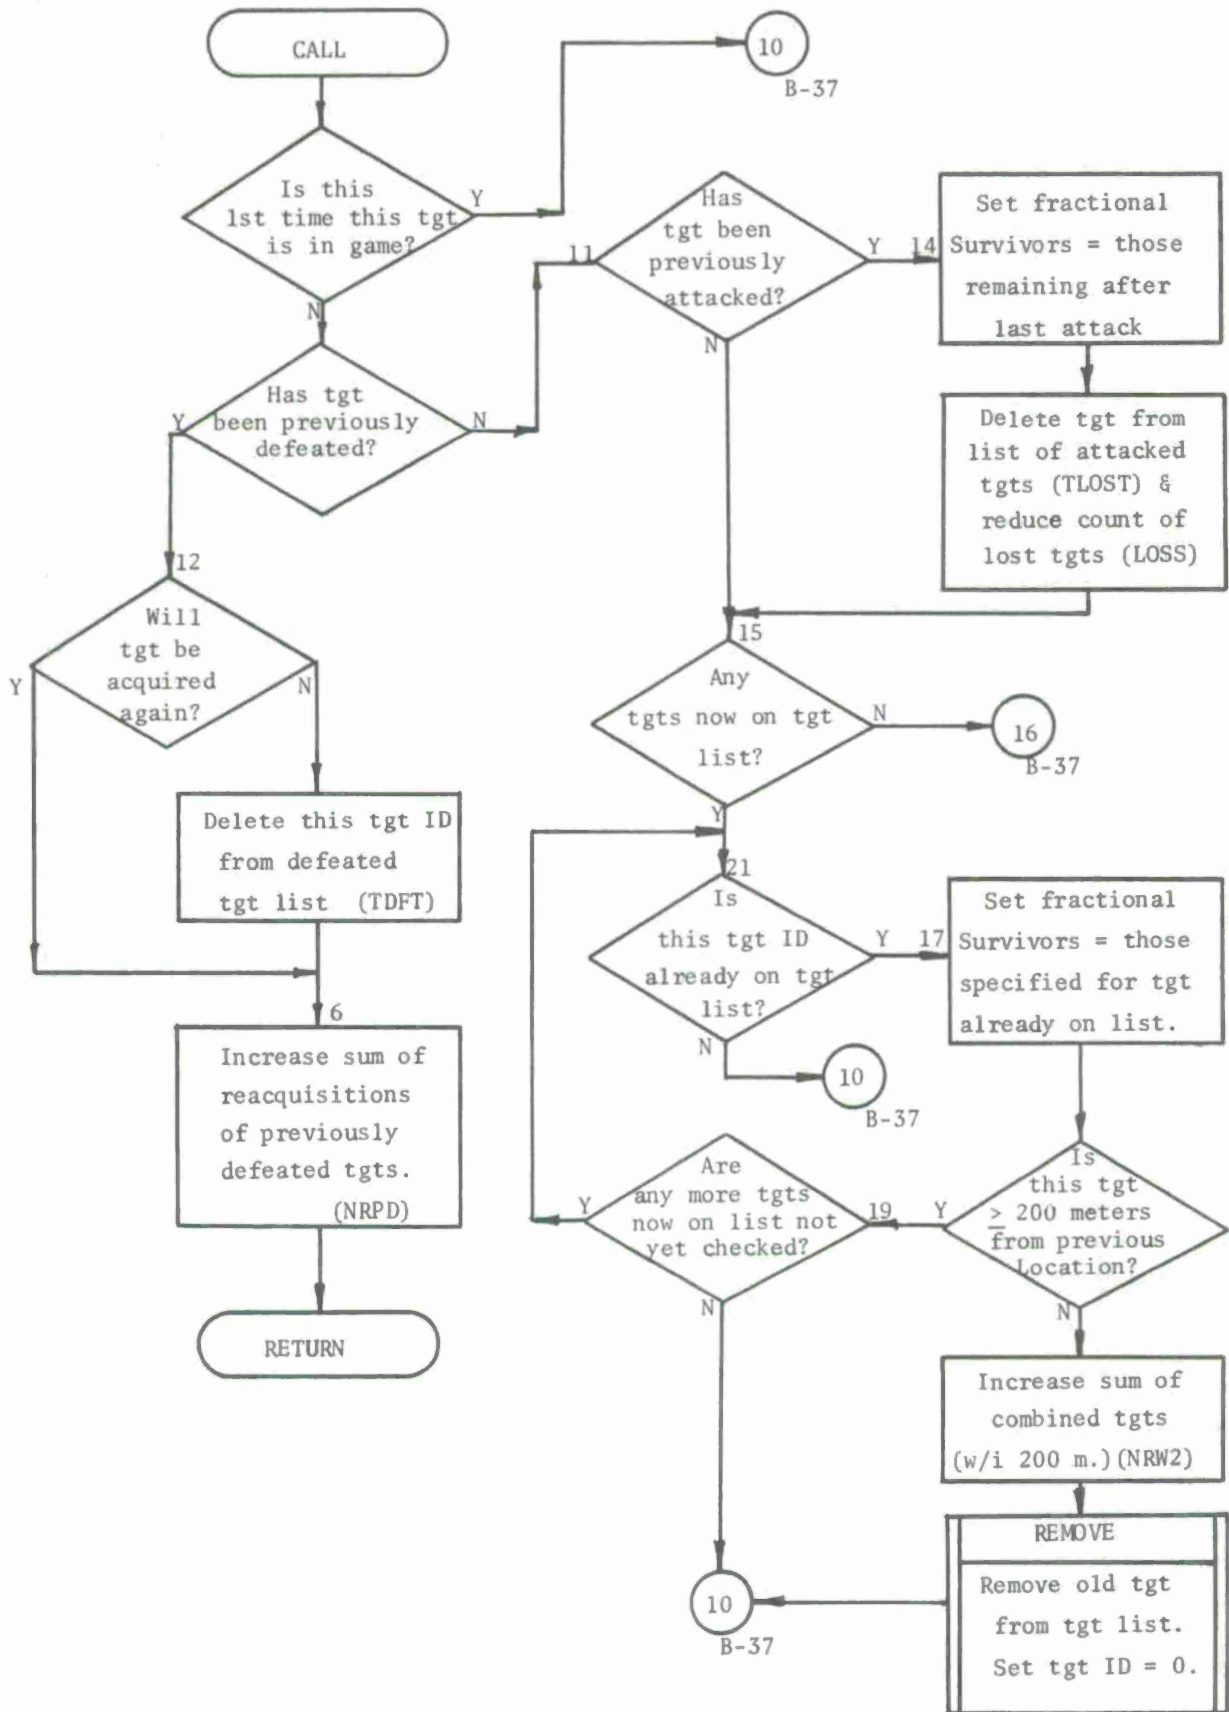 CALL
10
B-37
Is this
1st time this tgt
is in game?
Y
N
Has tgt
been previously
defeated?
Y
N
11
Has
tgt been
previously
attacked?
Y
14
N
Set fractional
Survivors = those
remaining after
last attack
Delete tgt from
list of attacked
tgts (TLOST) &
reduce count of
lost tgts (LOSS)
12
Will
tgt be
acquired
again?
Y
N
Delete this tgt ID
from defeated
tgt list (TDFT)
6
Increase sum of
reacquisitions
of previously
defeated tgts.
(NRPD)
RETURN
15
Any
tgts now on tgt
list?
N
16
B-37
Y
21
Is
this tgt ID
already on tgt
list?
Y
17
N
10
B-37
Set fractional
Survivors = those
specified for tgt
already on list.
Is
this tgt
≥ 200 meters
from previous
Location?
Y
19
N
Are
any more tgts
now on list not
yet checked?
Y
N
Increase sum of
combined tgts
(w/i 200 m.)(NRW2)
REMOVE
Remove old tgt
from tgt list.
Set tgt ID = 0.
10
B-37